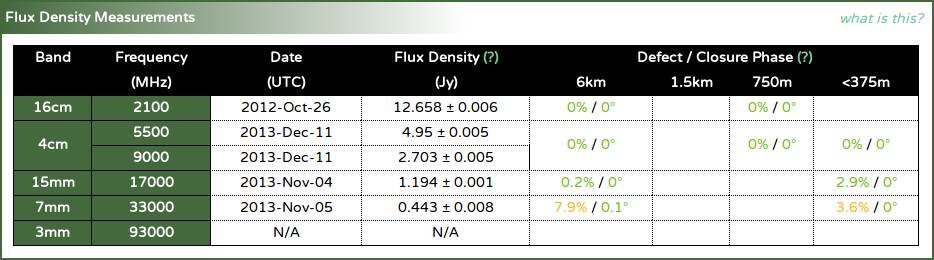 Flux Density Measurements what is this?
Band Frequency Date Flux Density (?) Defect / Closure Phase (?)
(MHz) (UTC) (Jy) 6km 1.5km 750m <375m
16cm 2100 2012-Oct-26 12.658 ± 0.006 0% / 0° 0% / 0°
4cm 5500 2013-Dec-11 4.95 ± 0.005 0% / 0° 0% / 0° 0% / 0°
9000 2013-Dec-11 2.703 ± 0.005
15mm 17000 2013-Nov-04 1.194 ± 0.001 0.2% / 0° 2.9% / 0°
7mm 33000 2013-Nov-05 0.443 ± 0.008 7.9% / 0.1° 3.6% / 0°
3mm 93000 N/A N/A